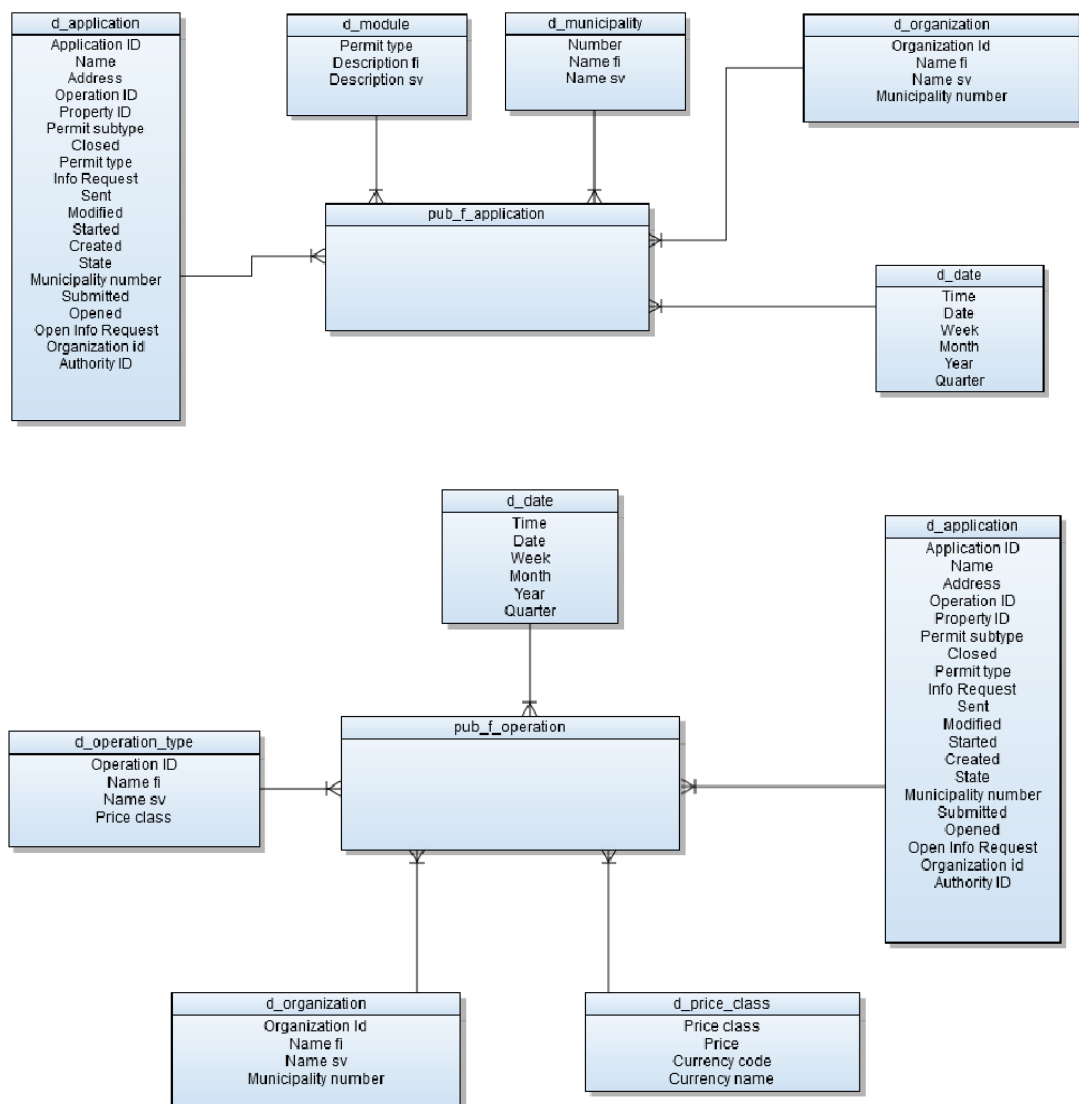 d_application
Application ID
Name
Address
Operation ID
Property ID
Permit subtype
Closed
Permit type
Info Request
Sent
Modified
Started
Created
State
Municipality number
Submitted
Opened
Open Info Request
Organization id
Authority ID
d_module
Permit type
Description fi
Description sv
d_municipality
Number
Name fi
Name sv
d_organization
Organization Id
Name fi
Name sv
Municipality number
pub_f_application
d_date
Time
Date
Week
Month
Year
Quarter
d_date
Time
Date
Week
Month
Year
Quarter
d_application
Application ID
Name
Address
Operation ID
Property ID
Permit subtype
Closed
Permit type
Info Request
Sent
Modified
Started
Created
State
Municipality number
Submitted
Opened
Open Info Request
Organization id
Authority ID
pub_f_operation
d_operation_type
Operation ID
Name fi
Name sv
Price class
d_organization
Organization Id
Name fi
Name sv
Municipality number
d_price_class
Price class
Price
Currency code
Currency name